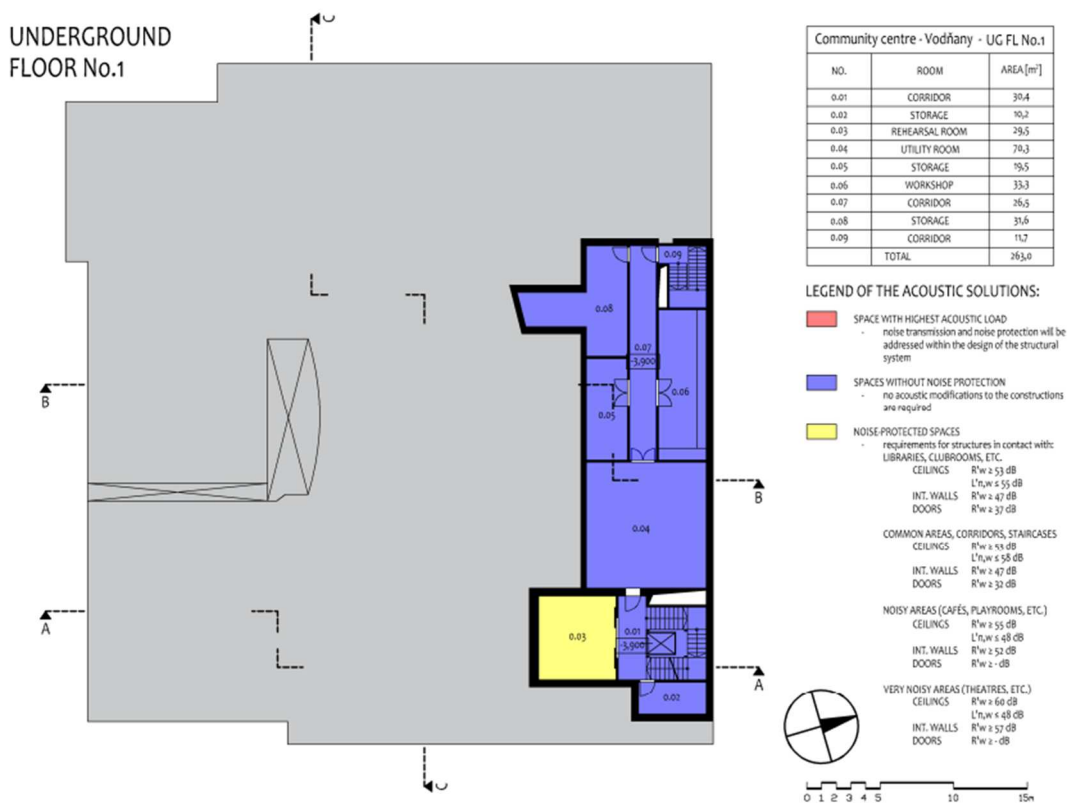 UNDERGROUND
FLOOR No.1
C
B
B
A
A
C
0.09
0.08
0.07
-3,900
0.06
0.05
0.04
0.03
0.01
-3,900
0.02
Community centre - Vodňany - UG FL No.1
NO. ROOM AREA [m²]
0.01 CORRIDOR 30,4
0.02 STORAGE 10,2
0.03 REHEARSAL ROOM 29,5
0.04 UTILITY ROOM 70,3
0.05 STORAGE 19,5
0.06 WORKSHOP 33,3
0.07 CORRIDOR 26,5
0.08 STORAGE 31,6
0.09 CORRIDOR 11,7
TOTAL 263,0
LEGEND OF THE ACOUSTIC SOLUTIONS:
SPACE WITH HIGHEST ACOUSTIC LOAD
- noise transmission and noise protection will be
addressed within the design of the structural
system
SPACES WITHOUT NOISE PROTECTION
- no acoustic modifications to the constructions
are required
NOISE-PROTECTED SPACES
- requirements for structures in contact with:
LIBRARIES, CLUBROOMS, ETC.
CEILINGS R'w ≥ 53 dB
L'n,w ≤ 55 dB
INT. WALLS R'w ≥ 47 dB
DOORS R'w ≥ 37 dB
COMMON AREAS, CORRIDORS, STAIRCASES
CEILINGS R'w ≥ 53 dB
L'n,w ≤ 58 dB
INT. WALLS R'w ≥ 47 dB
DOORS R'w ≥ 32 dB
NOISY AREAS (CAFÉS, PLAYROOMS, ETC.)
CEILINGS R'w ≥ 55 dB
L'n,w ≤ 48 dB
INT. WALLS R'w ≥ 52 dB
DOORS R'w ≥ - dB
VERY NOISY AREAS (THEATRES, ETC.)
CEILINGS R'w ≥ 60 dB
L'n,w ≤ 48 dB
INT. WALLS R'w ≥ 57 dB
DOORS R'w ≥ - dB
0 1 2 3 4 5 10 15m